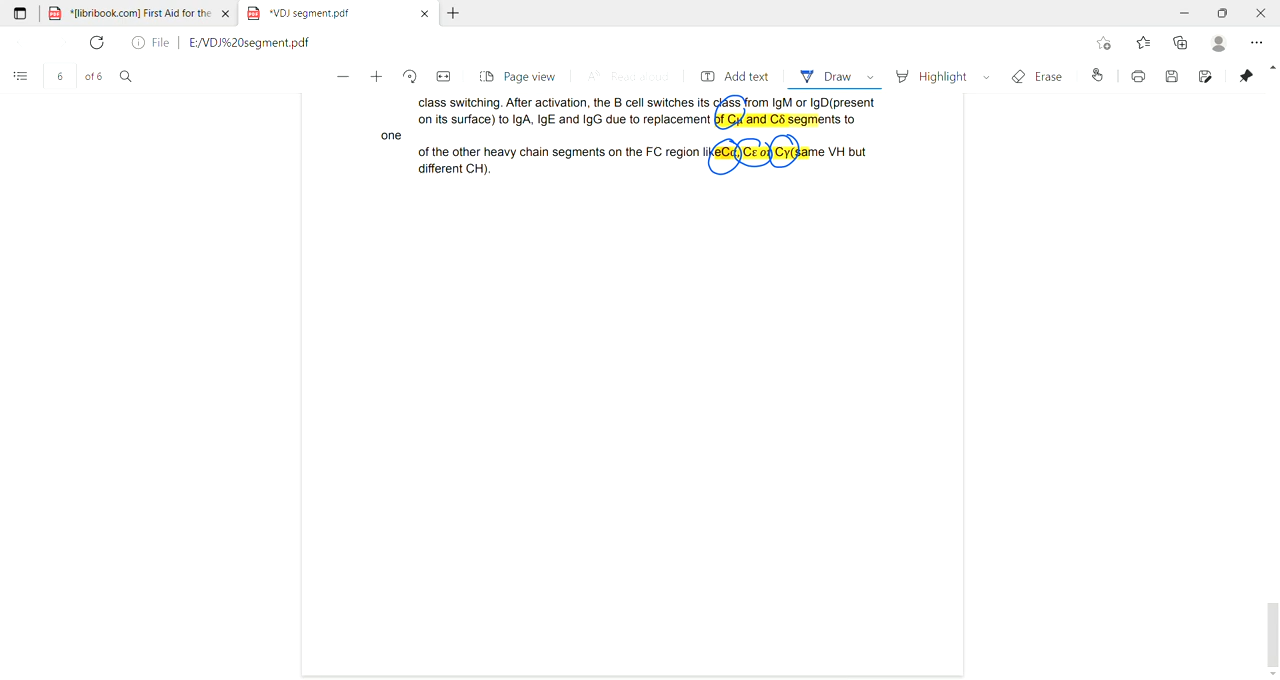 *[libribook.com] First Aid for the
*VDJ segment.pdf
File
E:/VDJ%20segment.pdf
6 of 6
Page view
Read aloud
Add text
Draw
Highlight
Erase
class switching. After activation, the B cell switches its class from IgM or IgD(present
on its surface) to IgA, IgE and IgG due to replacement of Cμ and Cδ segments to
one
of the other heavy chain segments on the FC region likeCα, Cε or Cγ(same VH but
different CH).